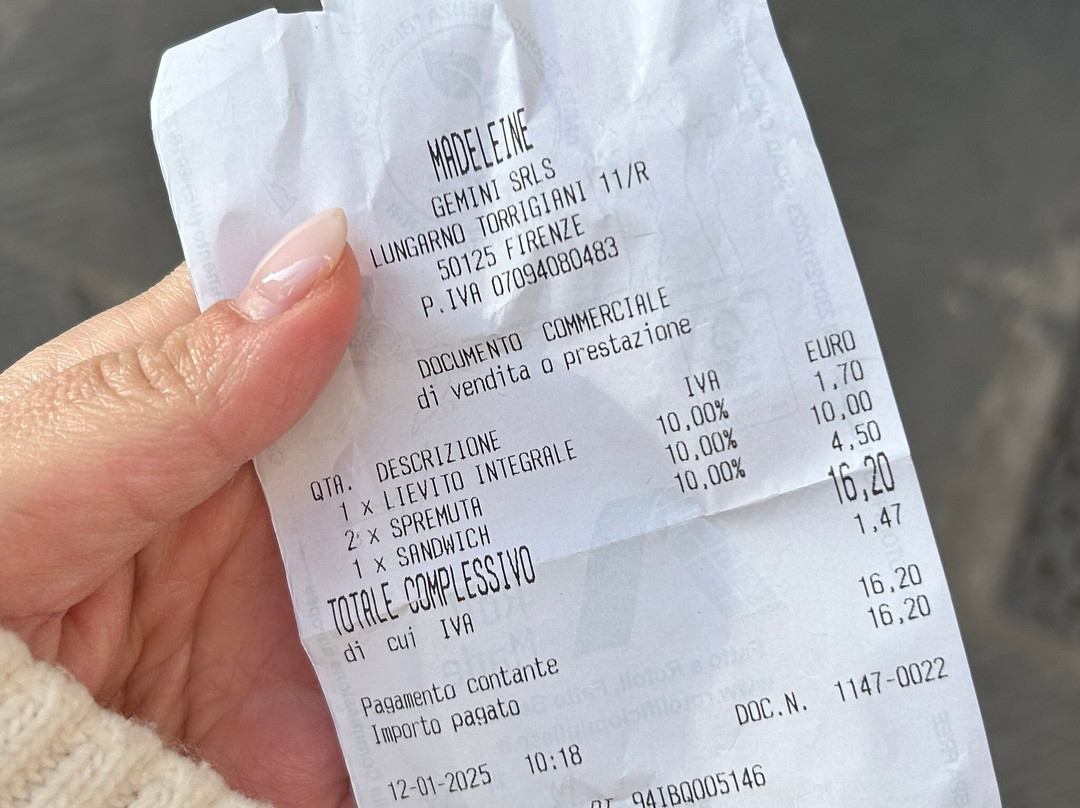 MADELEINE
GEMINI SRLS
LUNGARNO TORRIGIANI 11/R
50125 FIRENZE
P.IVA 07094080483
DOCUMENTO COMMERCIALE
di vendita o prestazione
QTA. DESCRIZIONE IVA EURO
1 x LIEVITO INTEGRALE 10,00% 1,70
2 x SPREMUTA 10,00% 10,00
1 x SANDWICH 10,00% 4,50
TOTALE COMPLESSIVO 16,20
di cui IVA 1,47
Pagamento contante 16,20
Importo pagato 16,20
12-01-2025 10:18 DOC.N. 1147-0022
RT 94IBQ005146